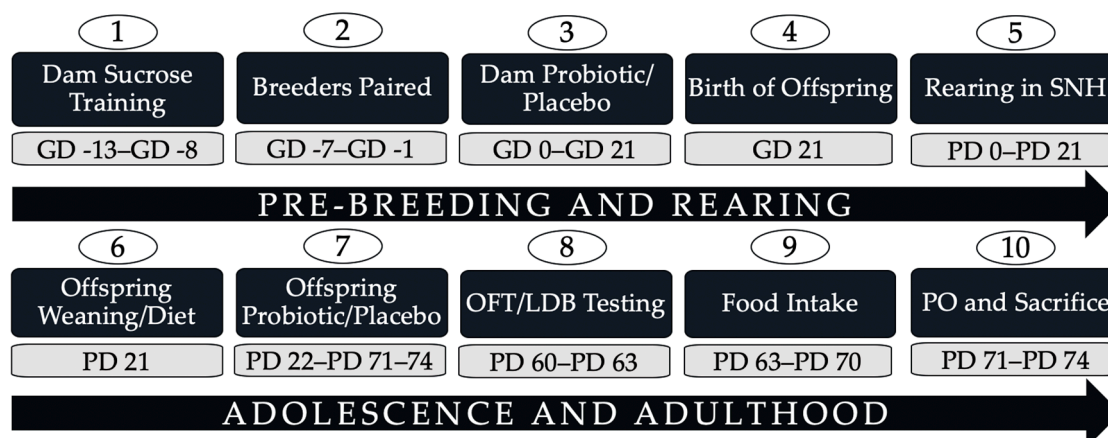 1
Dam Sucrose
Training
GD -13–GD -8
2
Breeders Paired
GD -7–GD -1
3
Dam Probiotic/
Placebo
GD 0–GD 21
4
Birth of Offspring
GD 21
5
Rearing in SNH
PD 0–PD 21
PRE-BREEDING AND REARING
6
Offspring
Weaning/Diet
PD 21
7
Offspring
Probiotic/Placebo
PD 22–PD 71–74
8
OFT/LDB Testing
PD 60–PD 63
9
Food Intake
PD 63–PD 70
10
PO and Sacrifice
PD 71–PD 74
ADOLESCENCE AND ADULTHOOD